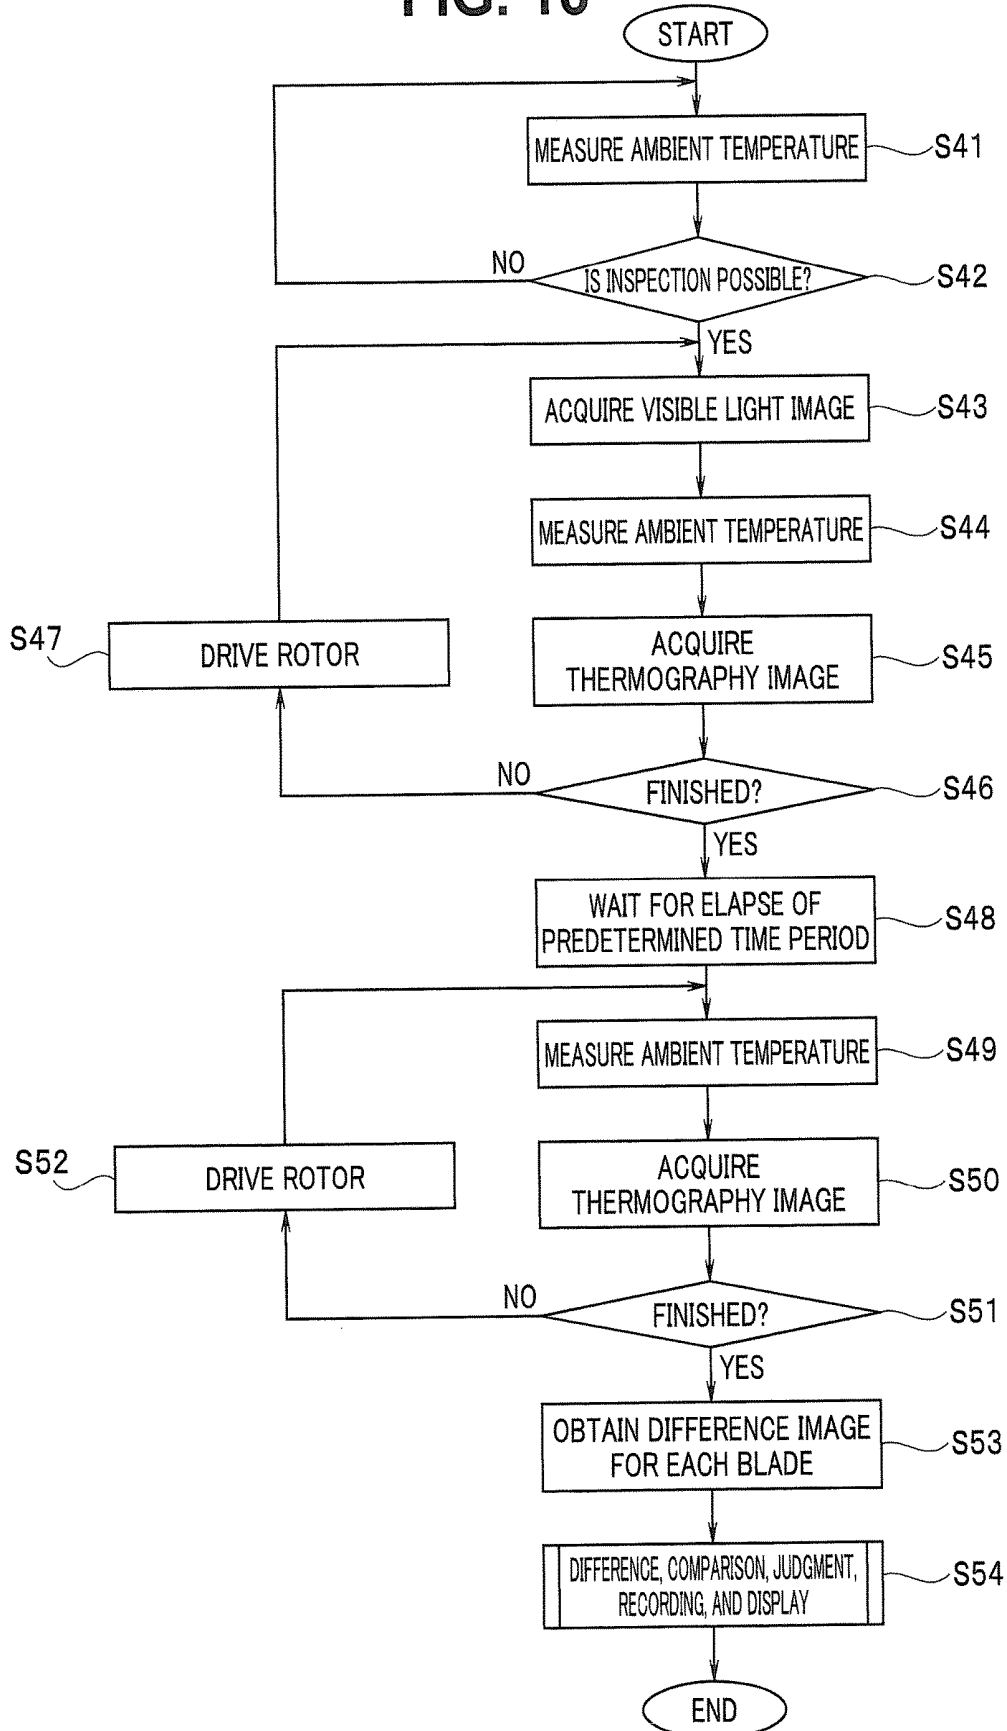 START
MEASURE AMBIENT TEMPERATURE
S41
IS INSPECTION POSSIBLE?
S42
NO
YES
ACQUIRE VISIBLE LIGHT IMAGE
S43
MEASURE AMBIENT TEMPERATURE
S44
S47
DRIVE ROTOR
ACQUIRE
THERMOGRAPHY IMAGE
S45
NO
FINISHED?
S46
YES
WAIT FOR ELAPSE OF
PREDETERMINED TIME PERIOD
S48
MEASURE AMBIENT TEMPERATURE
S49
S52
DRIVE ROTOR
ACQUIRE
THERMOGRAPHY IMAGE
S50
NO
FINISHED?
S51
YES
OBTAIN DIFFERENCE IMAGE
FOR EACH BLADE
S53
DIFFERENCE, COMPARISON, JUDGMENT,
RECORDING, AND DISPLAY
S54
END